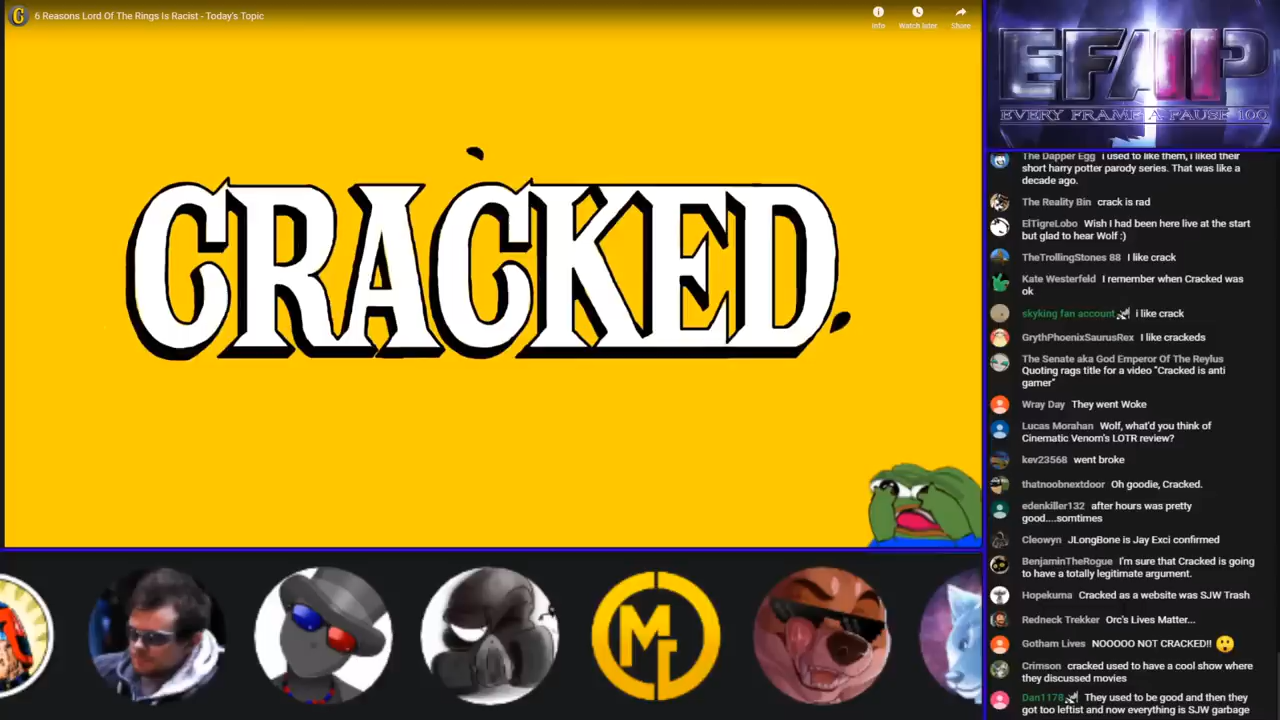 6 Reasons Lord Of The Rings Is Racist - Today's Topic
Info
Watch later
Share
CRACKED
EFAP
EVERY FRAME A PAUSE 100
The Dapper Egg i used to like them, i liked their
short harry potter parody series. That was like a
decade ago.
The Reality Bin crack is rad
ElTigreLobo Wish I had been here live at the start
but glad to hear Wolf :)
TheTrollingStones 88 I like crack
Kate Westerfeld I remember when Cracked was
ok
skyking fan account i like crack
GrythPhoenixSaurusRex I like crackeds
The Senate aka God Emperor Of The Reylus
Quoting rags title for a video "Cracked is anti
gamer"
Wray Day They went Woke
Lucas Morahan Wolf, what'd you think of
Cinematic Venom's LOTR review?
kev23568 went broke
thatnoobnextdoor Oh goodie, Cracked.
edenkiller132 after hours was pretty
good....somtimes
Cleowyn JLongBone is Jay Exci confirmed
BenjaminTheRogue I'm sure that Cracked is going
to have a totally legitimate argument.
Hopekuma Cracked as a website was SJW Trash
Redneck Trekker Orc's Lives Matter...
Gotham Lives NOOOOO NOT CRACKED!! 😲
Crimson cracked used to have a cool show where
they discussed movies
Dan1178 They used to be good and then they
got too leftist and now everything is SJW garbage